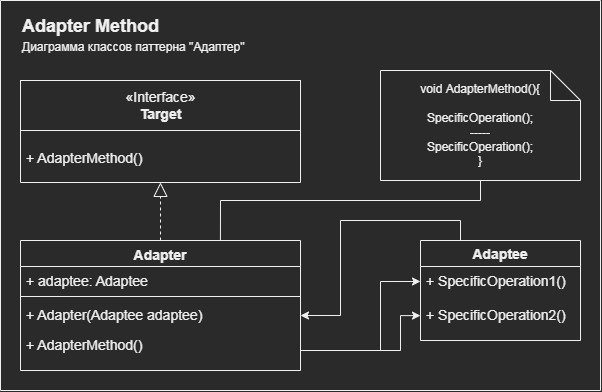 Adapter Method
Диаграмма классов паттерна "Адаптер"
«Interface»
Target
+ AdapterMethod()
void AdapterMethod(){
SpecificOperation();
-----
SpecificOperation();
}
Adapter
+ adaptee: Adaptee
+ Adapter(Adaptee adaptee)
+ AdapterMethod()
Adaptee
+ SpecificOperation1()
+ SpecificOperation2()